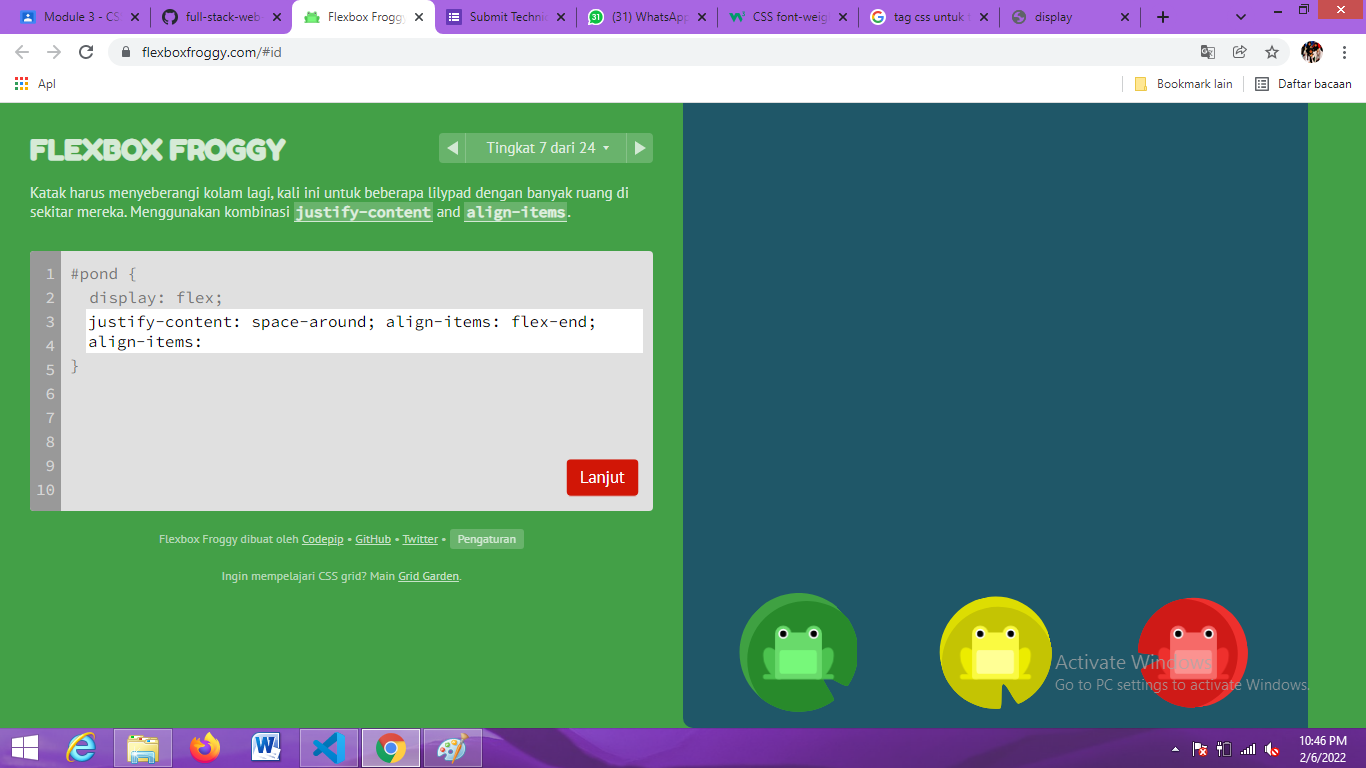 Module 3 - CS
full-stack-web
Flexbox Frogg
Submit Techni
(31) WhatsApp
CSS font-weig
tag css untuk
display
flexboxfroggy.com/#id
Apl
Bookmark lain
Daftar bacaan
FLEXBOX FROGGY
Tingkat 7 dari 24
Katak harus menyeberangi kolam lagi, kali ini untuk beberapa lilypad dengan banyak ruang di
sekitar mereka. Menggunakan kombinasi justify-content and align-items.
1 #pond {
2 display: flex;
3 justify-content: space-around; align-items: flex-end;
4 align-items:
5 }
6
7
8
9
10
Lanjut
Flexbox Froggy dibuat oleh Codepip • GitHub • Twitter • Pengaturan
Ingin mempelajari CSS grid? Main Grid Garden.
Activate Windows
Go to PC settings to activate Windows.
10:46 PM
2/6/2022